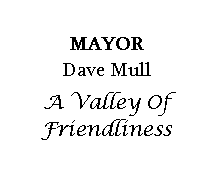 MAYOR
Dave Mull
A Valley Of
Friendliness